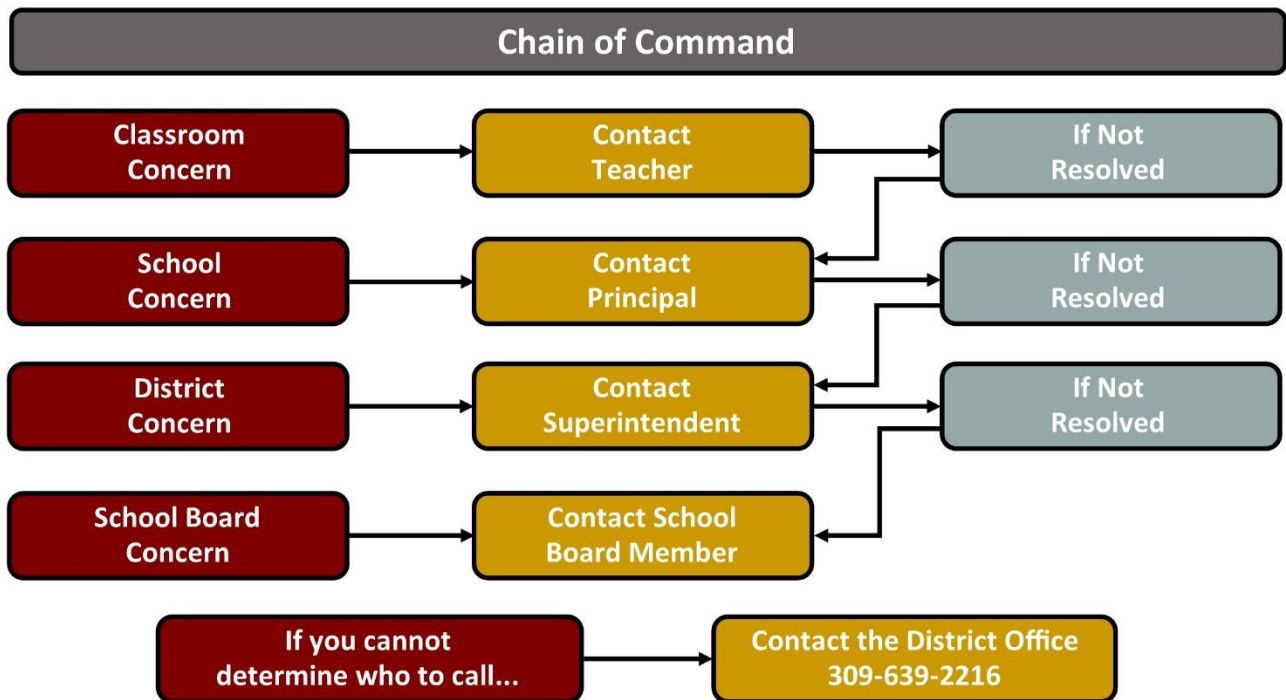 Chain of Command
Classroom
Concern
Contact
Teacher
If Not
Resolved
School
Concern
Contact
Principal
If Not
Resolved
District
Concern
Contact
Superintendent
If Not
Resolved
School Board
Concern
Contact School
Board Member
If you cannot
determine who to call...
Contact the District Office
309-639-2216